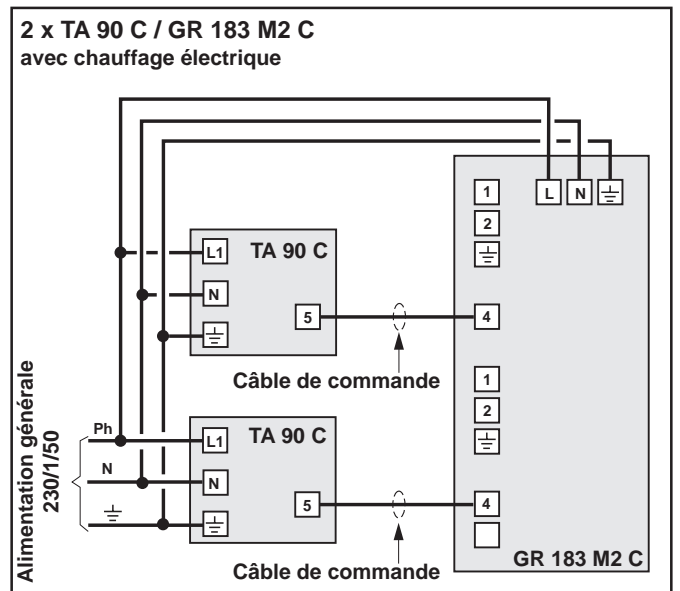 2 x TA 90 C / GR 183 M2 C
avec chauffage électrique
L N
1
2
L1 TA 90 C
N
5
4
Câble de commande
1
2
Alimentation générale
230/1/50
Ph
N
L1 TA 90 C
N
5
4
Câble de commande
GR 183 M2 C